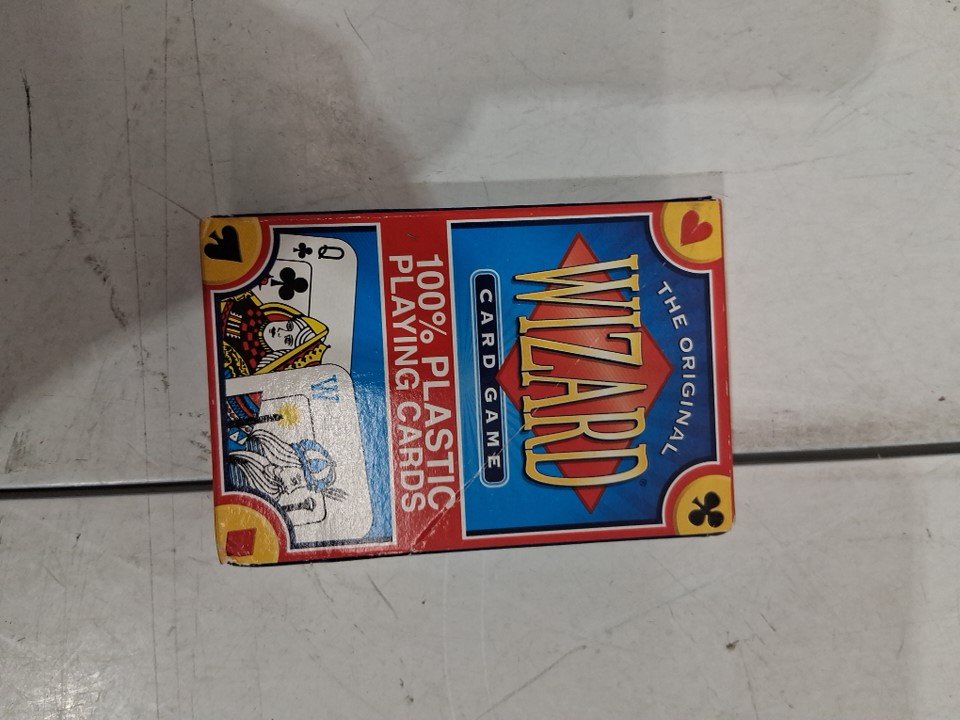 THE ORIGINAL
WIZARD®
CARD GAME
100% PLASTIC
PLAYING CARDS
Q
W